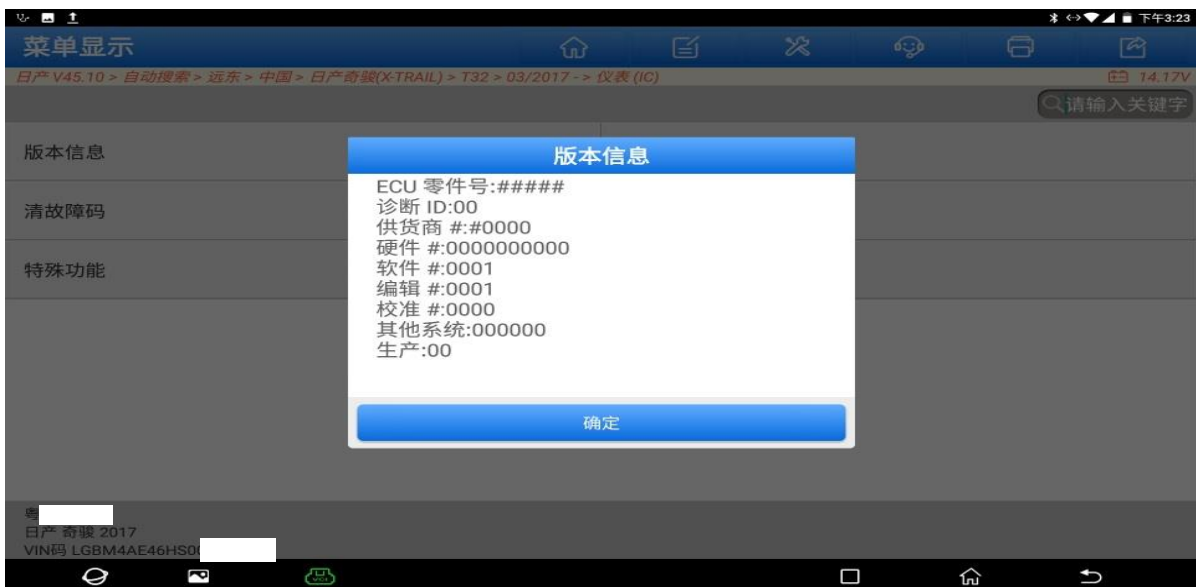 下午3:23
菜单显示
日产 V45.10 > 自动搜索 > 远东 > 中国 > 日产奇骏(X-TRAIL) > T32 > 03/2017 - > 仪表 (IC)
14.17V
请输入关键字
版本信息
清故障码
特殊功能
版本信息
ECU 零件号:#####
诊断 ID:00
供货商 #:#0000
硬件 #:0000000000
软件 #:0001
编辑 #:0001
校准 #:0000
其他系统:000000
生产:00
确定
粤
日产 奇骏 2017
VIN码 LGBM4AE46HS00
VCI